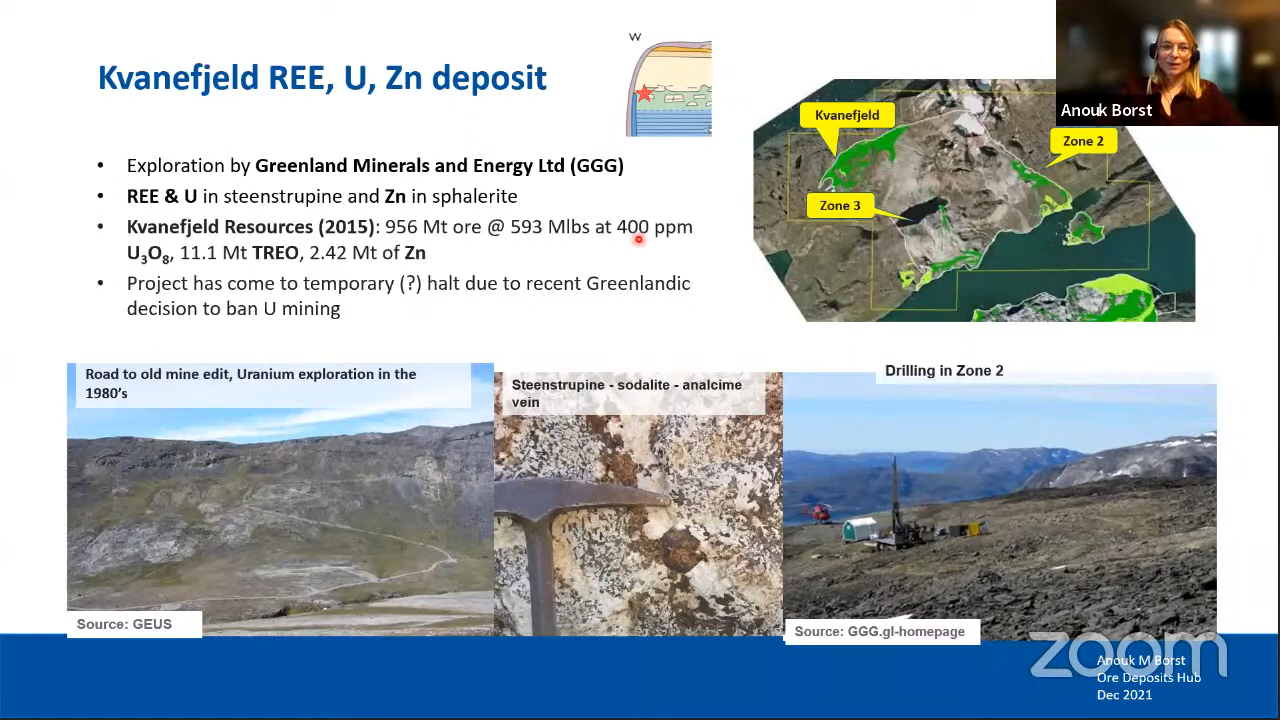 W
Kvanefjeld REE, U, Zn deposit
Anouk Borst
Kvanefjeld
Zone 2
Zone 3
• Exploration by Greenland Minerals and Energy Ltd (GGG)
• REE & U in steenstrupine and Zn in sphalerite
• Kvanefjeld Resources (2015): 956 Mt ore @ 593 Mlbs at 400 ppm
U₃O₈, 11.1 Mt TREO, 2.42 Mt of Zn
• Project has come to temporary (?) halt due to recent Greenlandic
decision to ban U mining
Road to old mine edit, Uranium exploration in the
1980's
Steenstrupine - sodalite - analcime
vein
Drilling in Zone 2
Source: GEUS
Source: GGG.gl-homepage
zoom
Anouk M Borst
Ore Deposits Hub
Dec 2021